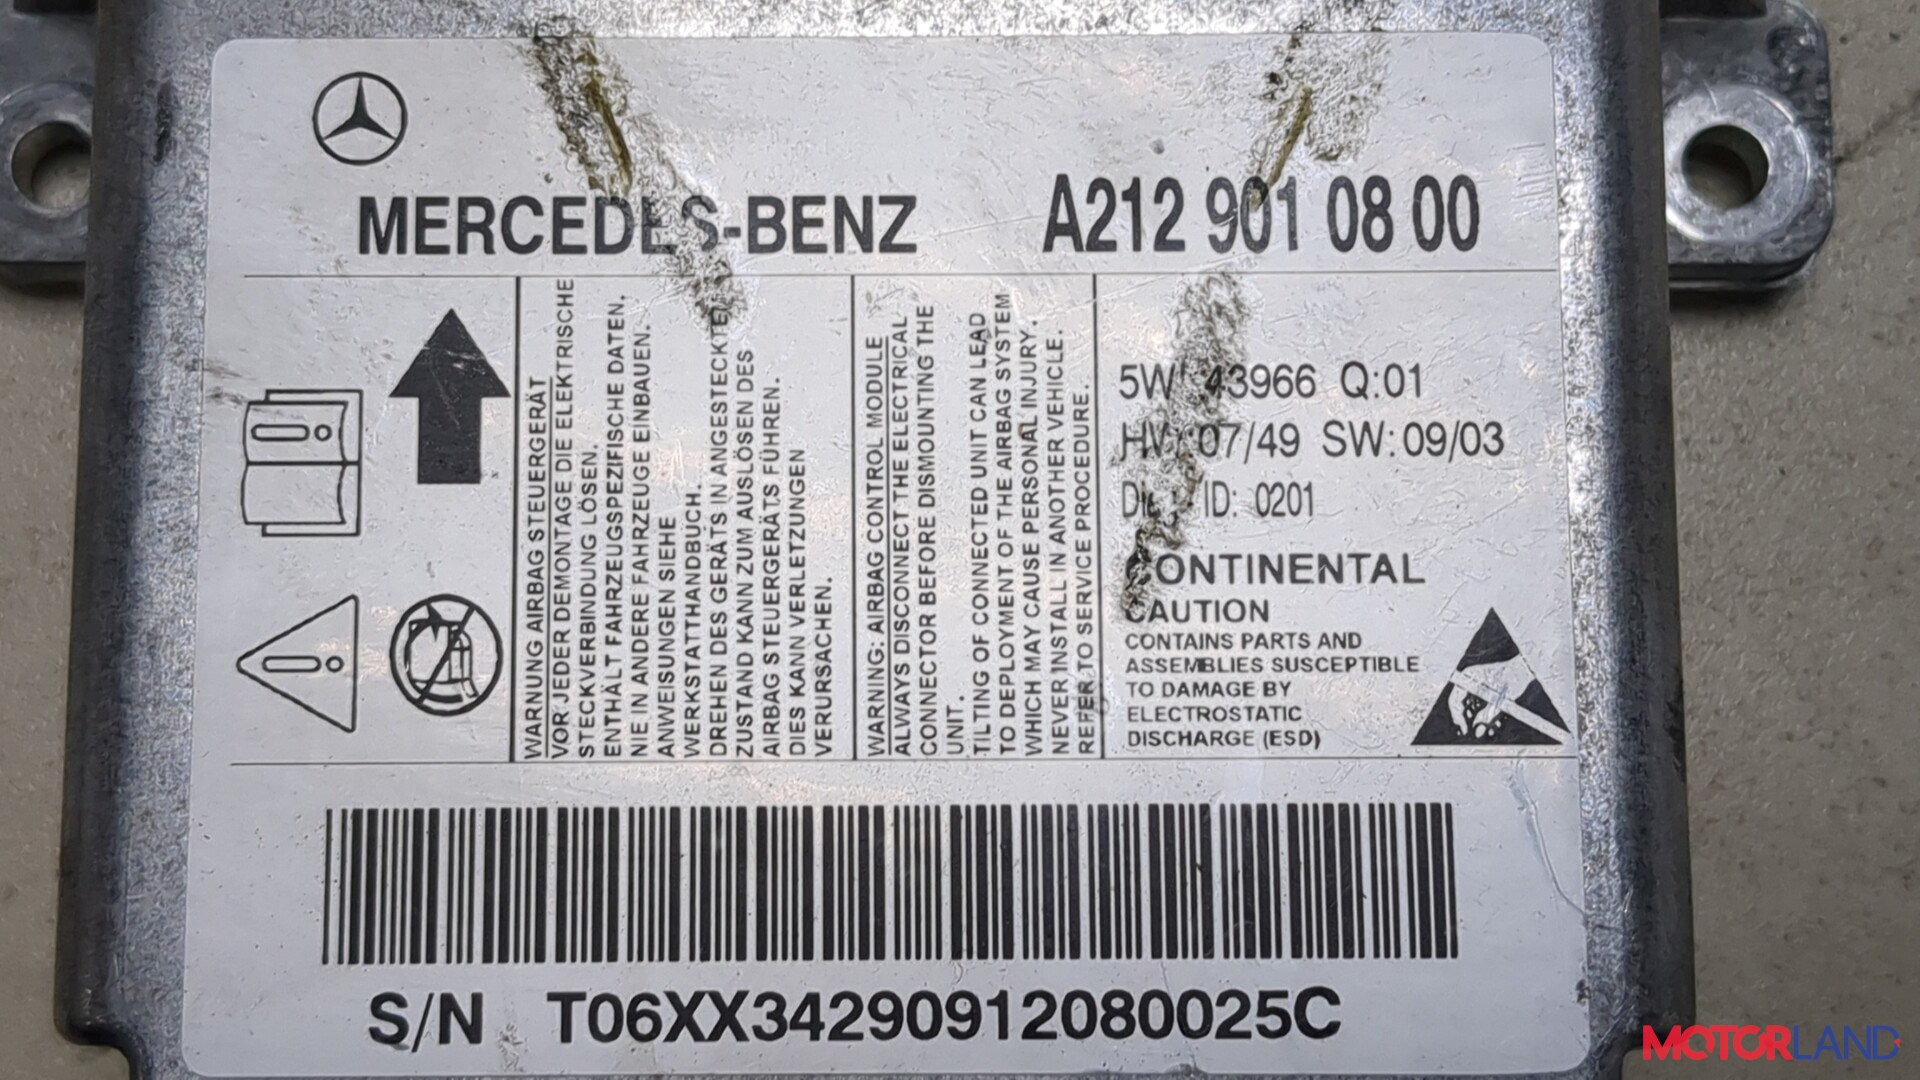 MERCEDES-BENZ
A212 901 08 00
WARNUNG AIRBAG STEUERGERÄT
VOR JEDER DEMONTAGE DIE ELEKTRISCHE
STECKVERBINDUNG LÖSEN.
ENTHÄLT FAHRZEUGSPEZIFISCHE DATEN.
NIE IN ANDERE FAHRZEUGE EINBAUEN.
ANWEISUNGEN SIEHE
WERKSTATTHANDBUCH.
DREHEN DES GERÄTS IN ANGESTECKTEN
ZUSTAND KANN ZUM AUSLÖSEN DES
AIRBAG STEUERGERÄTS FÜHREN.
DIES KANN VERLETZUNGEN
VERURSACHEN.
WARNING: AIRBAG CONTROL MODULE
ALWAYS DISCONNECT THE ELECTRICAL
CONNECTOR BEFORE DISMOUNTING THE
UNIT.
TILTING OF CONNECTED UNIT CAN LEAD
TO DEPLOYMENT OF THE AIRBAG SYSTEM
WHICH MAY CAUSE PERSONAL INJURY.
NEVER INSTALL IN ANOTHER VEHICLE.
REFER TO SERVICE PROCEDURE.
43966 Q:01
07/49 SW: 09/03
ID: 0201
CONTINENTAL
CAUTION
CONTAINS PARTS AND
ASSEMBLIES SUSCEPTIBLE
TO DAMAGE BY
ELECTROSTATIC
DISCHARGE (ESD)
S/N T06XX34290912080025C
MOTORLAND